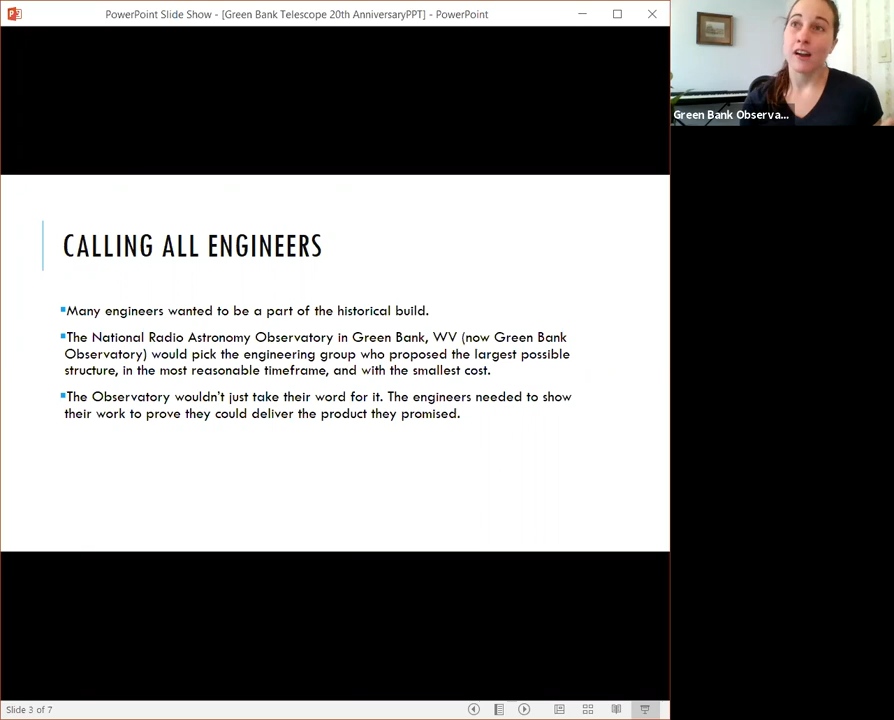 PowerPoint Slide Show - [Green Bank Telescope 20th AnniversaryPPT] - PowerPoint
Green Bank Observa...
CALLING ALL ENGINEERS
Many engineers wanted to be a part of the historical build.
The National Radio Astronomy Observatory in Green Bank, WV (now Green Bank
Observatory) would pick the engineering group who proposed the largest possible
structure, in the most reasonable timeframe, and with the smallest cost.
The Observatory wouldn't just take their word for it. The engineers needed to show
their work to prove they could deliver the product they promised.
Slide 3 of 7